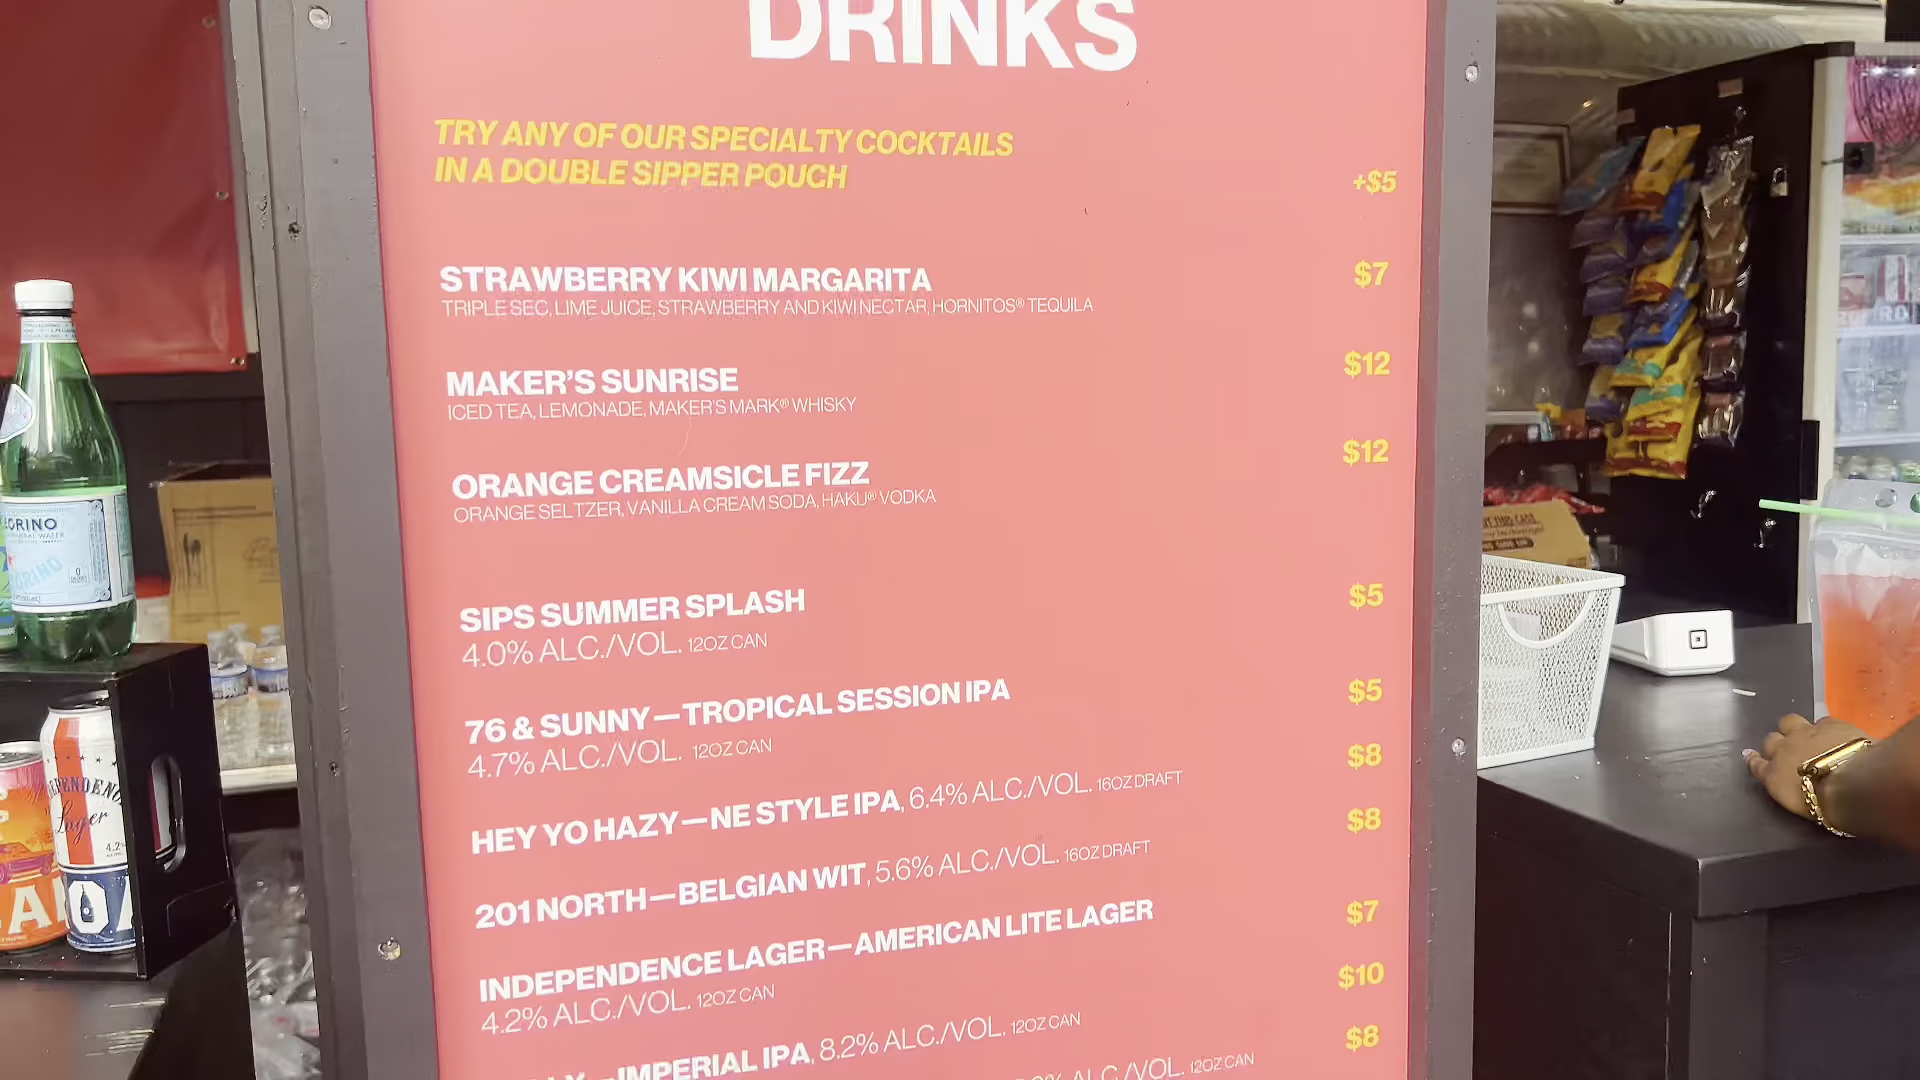 DRINKS
TRY ANY OF OUR SPECIALTY COCKTAILS
IN A DOUBLE SIPPER POUCH
+$5
STRAWBERRY KIWI MARGARITA
$7
TRIPLE SEC, LIME JUICE, STRAWBERRY AND KIWI NECTAR, HORNITOS® TEQUILA
MAKER'S SUNRISE
$12
ICED TEA, LEMONADE, MAKER'S MARK® WHISKY
ORANGE CREAMSICLE FIZZ
$12
ORANGE SELTZER, VANILLA CREAM SODA, HAKU® VODKA
SIPS SUMMER SPLASH
$5
4.0% ALC./VOL. 12OZ CAN
76 & SUNNY—TROPICAL SESSION IPA
$5
4.7% ALC./VOL. 12OZ CAN
HEY YO HAZY—NE STYLE IPA, 6.4% ALC./VOL. 16OZ DRAFT
$8
201 NORTH—BELGIAN WIT, 5.6% ALC./VOL. 16OZ DRAFT
$8
INDEPENDENCE LAGER—AMERICAN LITE LAGER
$7
4.2% ALC./VOL. 12OZ CAN
IMPERIAL IPA, 8.2% ALC./VOL. 12OZ CAN
$10
ALC./VOL. 12OZ CAN
$8
Lager
4.2